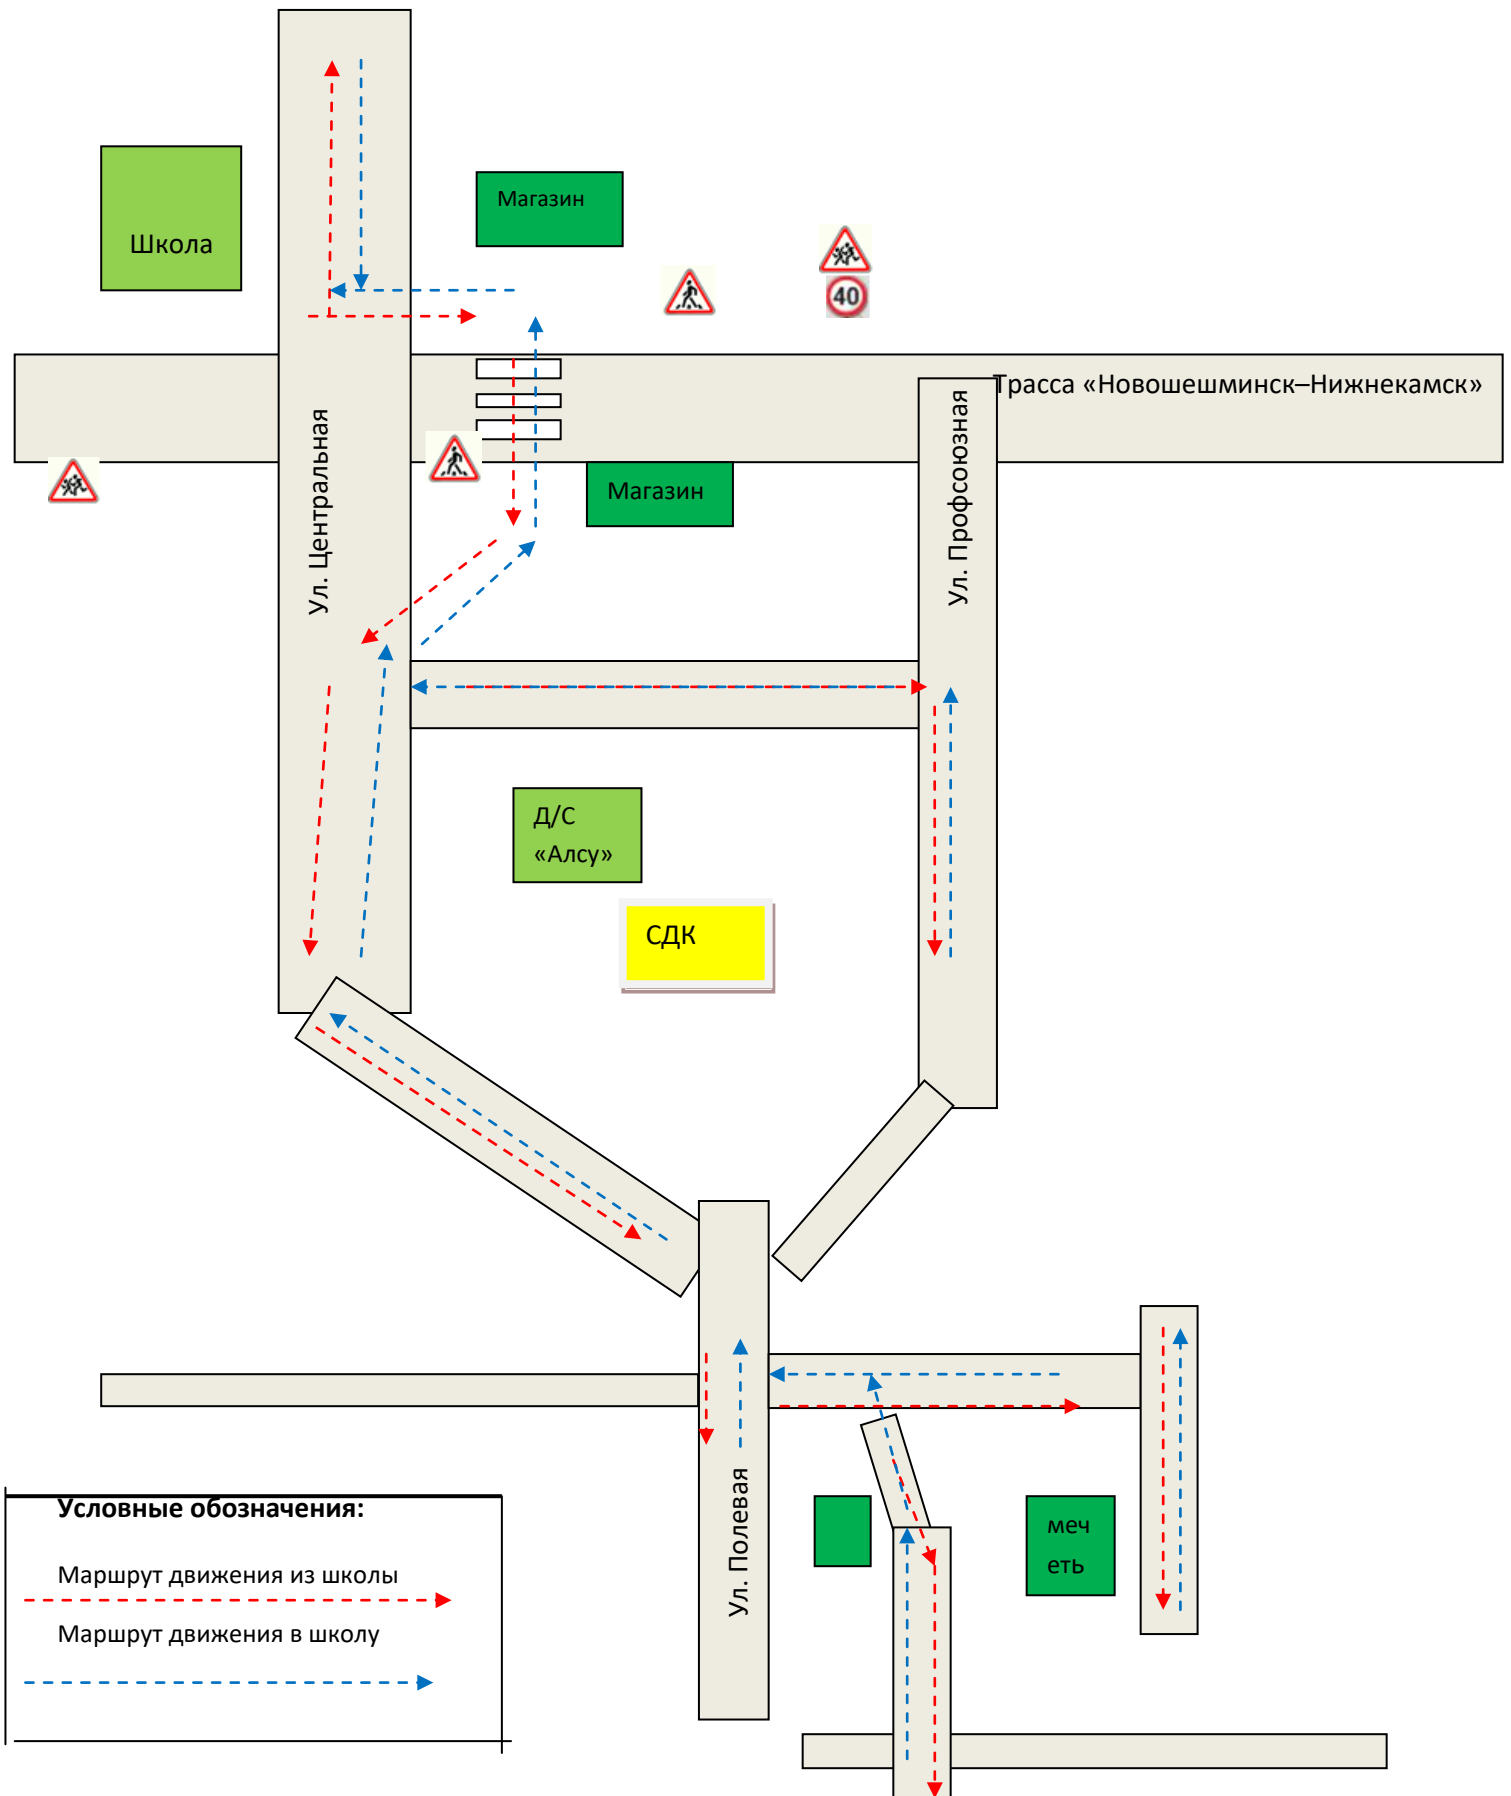 Школа
Магазин
40
Трасса «Новошешминск–Нижнекамск»
Ул. Центральная
Магазин
Ул. Профсоюзная
Д/С
«Алсу»
СДК
Ул. Полевая
меч
еть
Условные обозначения:
Маршрут движения из школы
Маршрут движения в школу